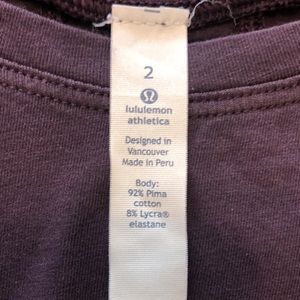 2
lululemon
athletica
Designed in
Vancouver
Made in Peru
Body:
92% Pima
cotton
8% Lycra®
elastane